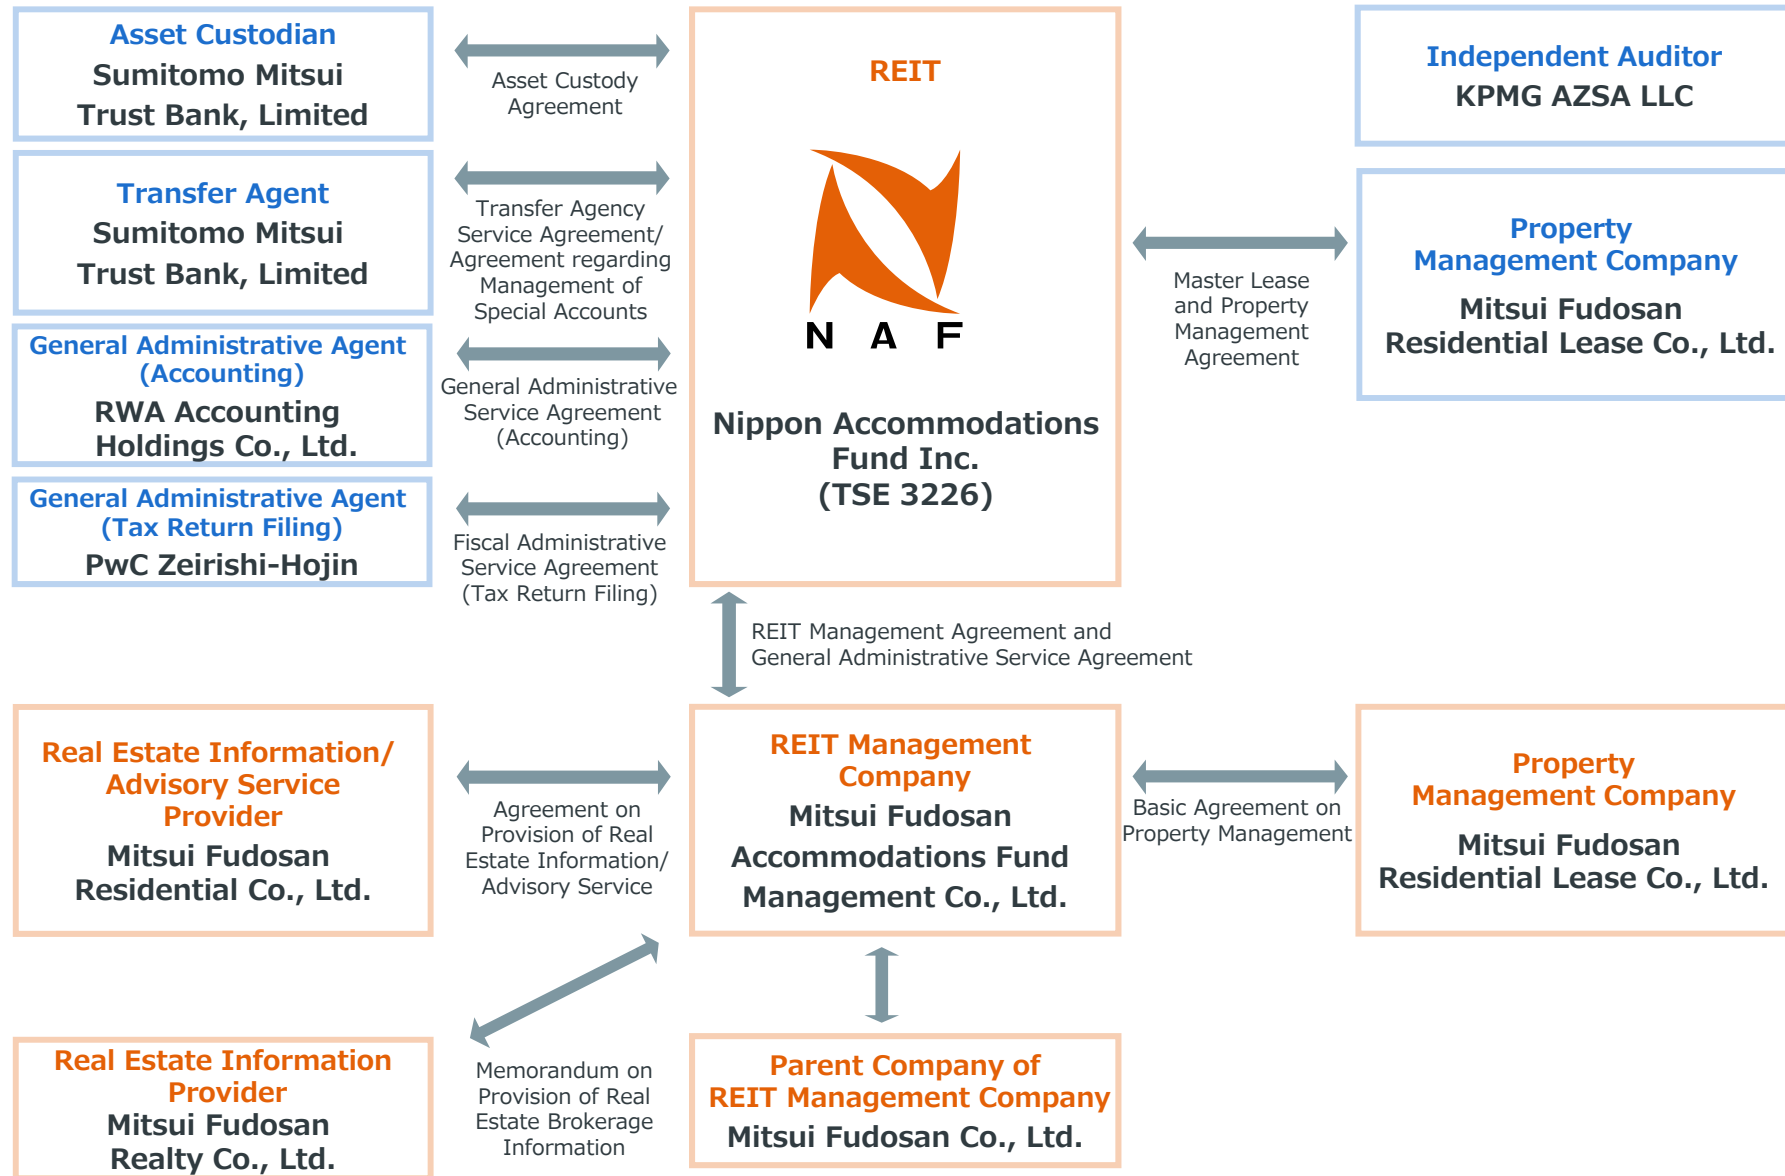 Asset Custodian
Sumitomo Mitsui
Trust Bank, Limited
Asset Custody
Agreement
Transfer Agent
Sumitomo Mitsui
Trust Bank, Limited
Transfer Agency
Service Agreement/
Agreement regarding
Management of
Special Accounts
General Administrative Agent
(Accounting)
RWA Accounting
Holdings Co., Ltd.
General Administrative
Service Agreement
(Accounting)
General Administrative Agent
(Tax Return Filing)
PwC Zeirishi-Hojin
Fiscal Administrative
Service Agreement
(Tax Return Filing)
REIT
N A F
Nippon Accommodations
Fund Inc.
(TSE 3226)
Independent Auditor
KPMG AZSA LLC
Master Lease
and Property
Management
Agreement
Property
Management Company
Mitsui Fudosan
Residential Lease Co., Ltd.
REIT Management Agreement and
General Administrative Service Agreement
Real Estate Information/
Advisory Service
Provider
Mitsui Fudosan
Residential Co., Ltd.
Agreement on
Provision of Real
Estate Information/
Advisory Service
REIT Management
Company
Mitsui Fudosan
Accommodations Fund
Management Co., Ltd.
Basic Agreement on
Property Management
Property
Management Company
Mitsui Fudosan
Residential Lease Co., Ltd.
Real Estate Information
Provider
Mitsui Fudosan
Realty Co., Ltd.
Memorandum on
Provision of Real
Estate Brokerage
Information
Parent Company of
REIT Management Company
Mitsui Fudosan Co., Ltd.